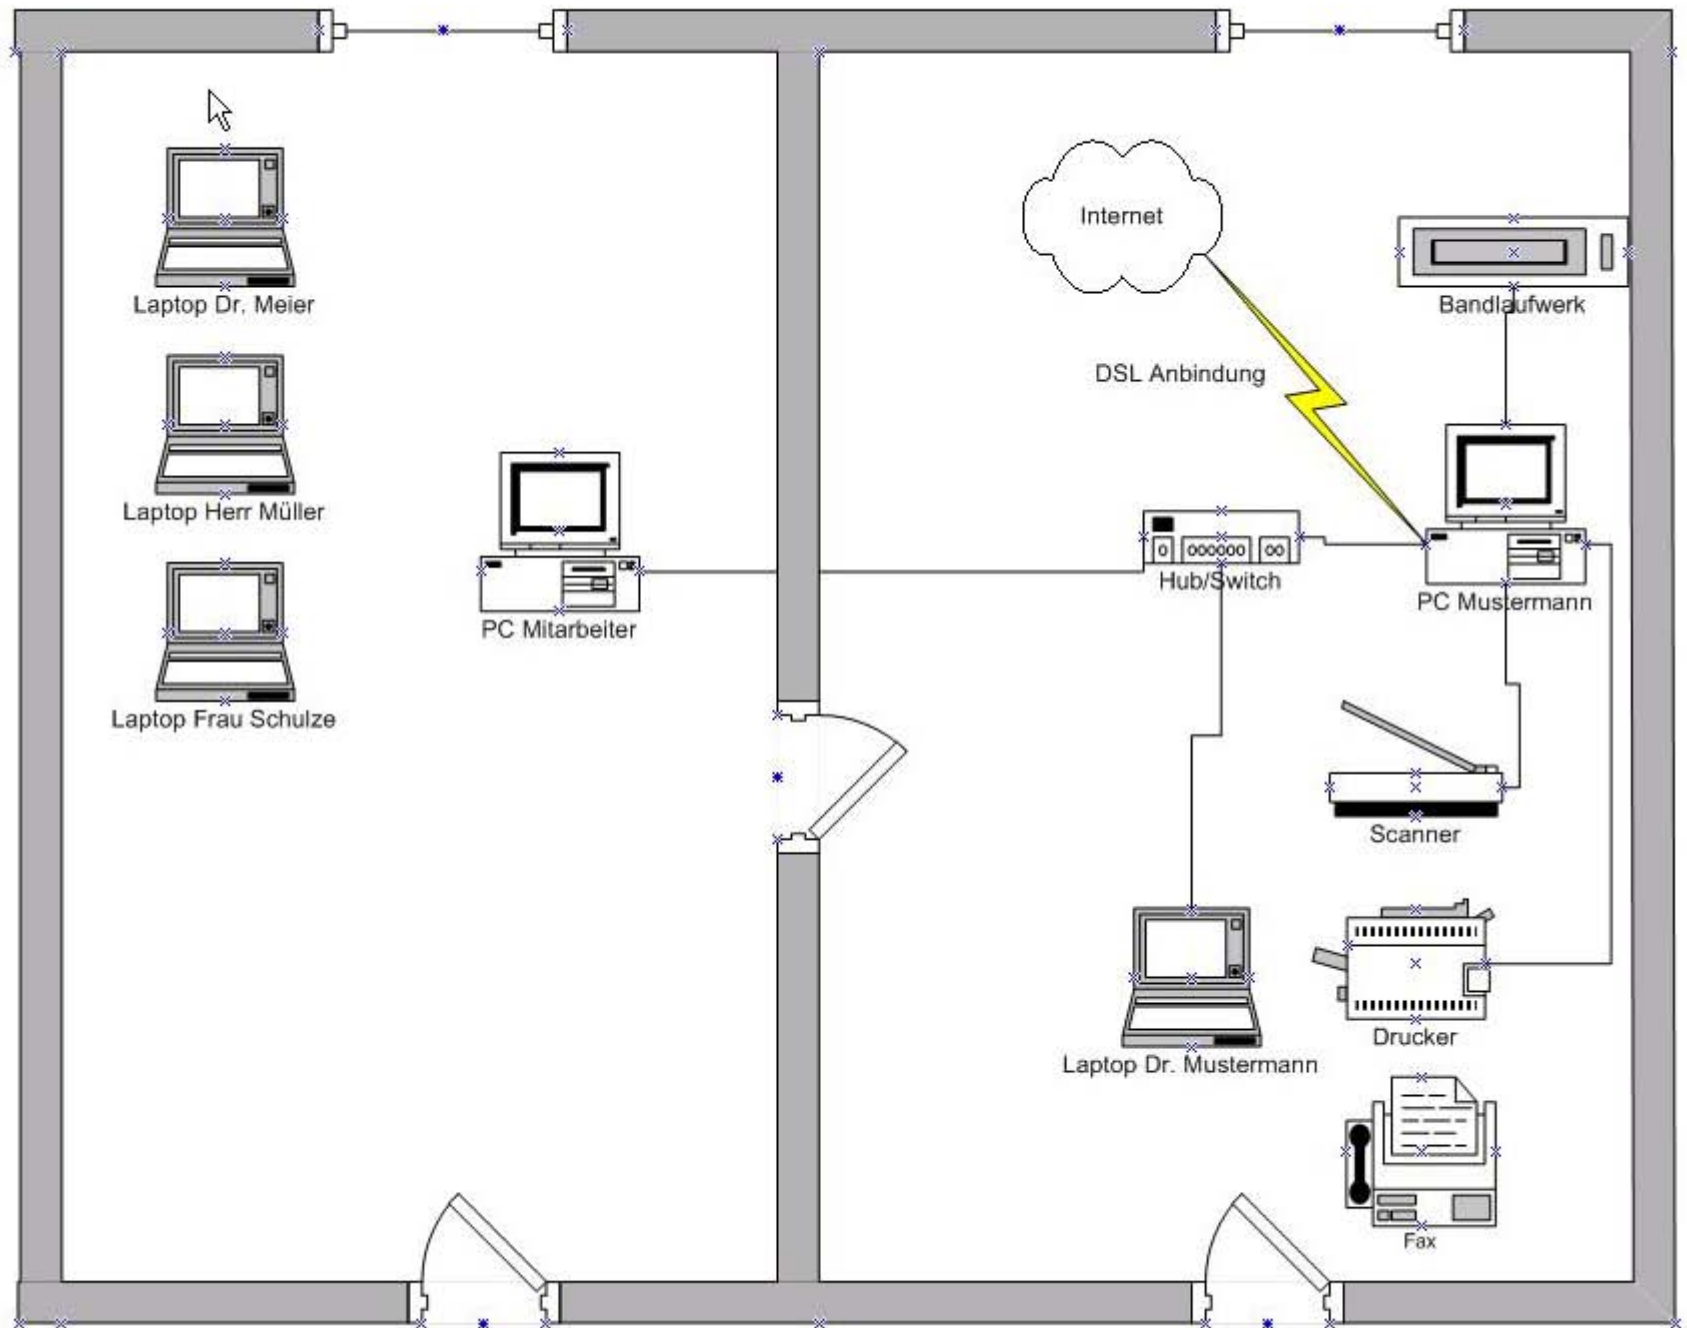 Internet
Laptop Dr. Meier
Bandlaufwerk
DSL Anbindung
Laptop Herr Müller
Hub/Switch
PC Mustermann
PC Mitarbeiter
Laptop Frau Schulze
Scanner
Drucker
Laptop Dr. Mustermann
Fax